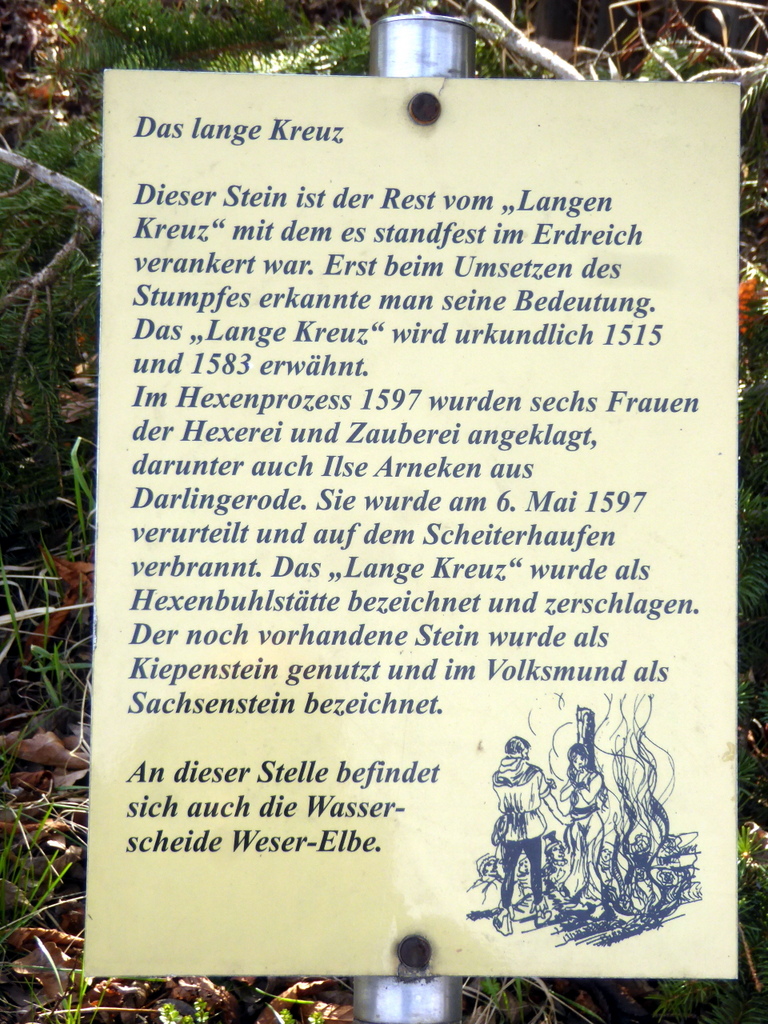 Das lange Kreuz
Dieser Stein ist der Rest vom „Langen
Kreuz“ mit dem es standfest im Erdreich
verankert war. Erst beim Umsetzen des
Stumpfes erkannte man seine Bedeutung.
Das „Lange Kreuz“ wird urkundlich 1515
und 1583 erwähnt.
Im Hexenprozess 1597 wurden sechs Frauen
der Hexerei und Zauberei angeklagt,
darunter auch Ilse Arneken aus
Darlingerode. Sie wurde am 6. Mai 1597
verurteilt und auf dem Scheiterhaufen
verbrannt. Das „Lange Kreuz“ wurde als
Hexenbuhlstätte bezeichnet und zerschlagen.
Der noch vorhandene Stein wurde als
Kiepenstein genutzt und im Volksmund als
Sachsenstein bezeichnet.
An dieser Stelle befindet
sich auch die Wasser-
scheide Weser-Elbe.